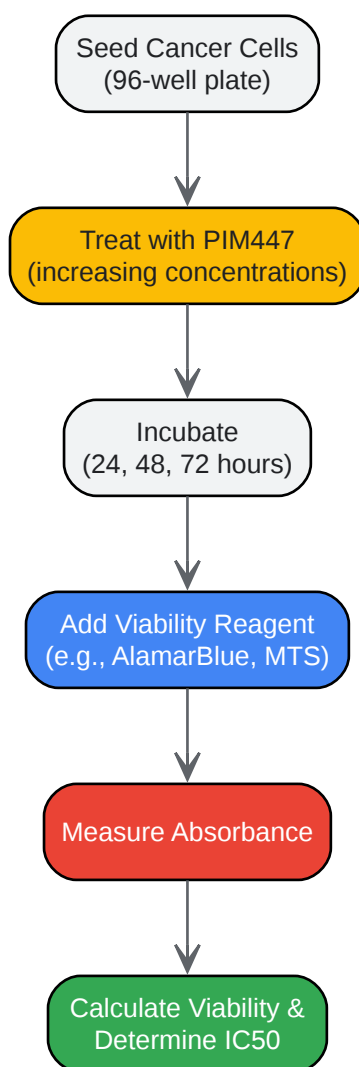 Seed Cancer Cells
(96-well plate)
Treat with PIM447
(increasing concentrations)
Incubate
(24, 48, 72 hours)
Add Viability Reagent
(e.g., AlamarBlue, MTS)
Measure Absorbance
Calculate Viability &
Determine IC50